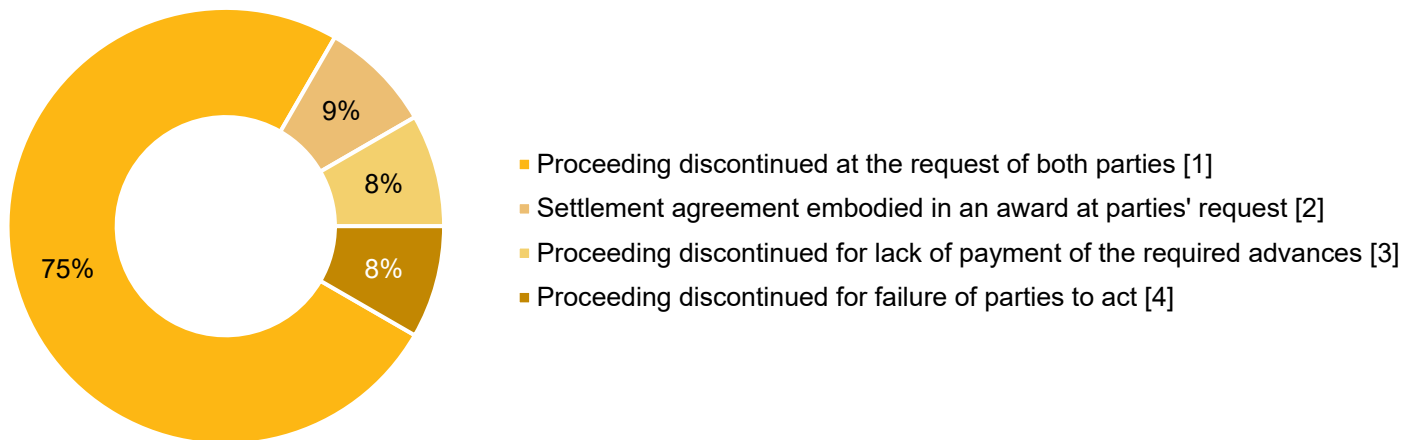 9%
8%
75%
8%
Proceeding discontinued at the request of both parties [1]
Settlement agreement embodied in an award at parties' request [2]
Proceeding discontinued for lack of payment of the required advances [3]
Proceeding discontinued for failure of parties to act [4]